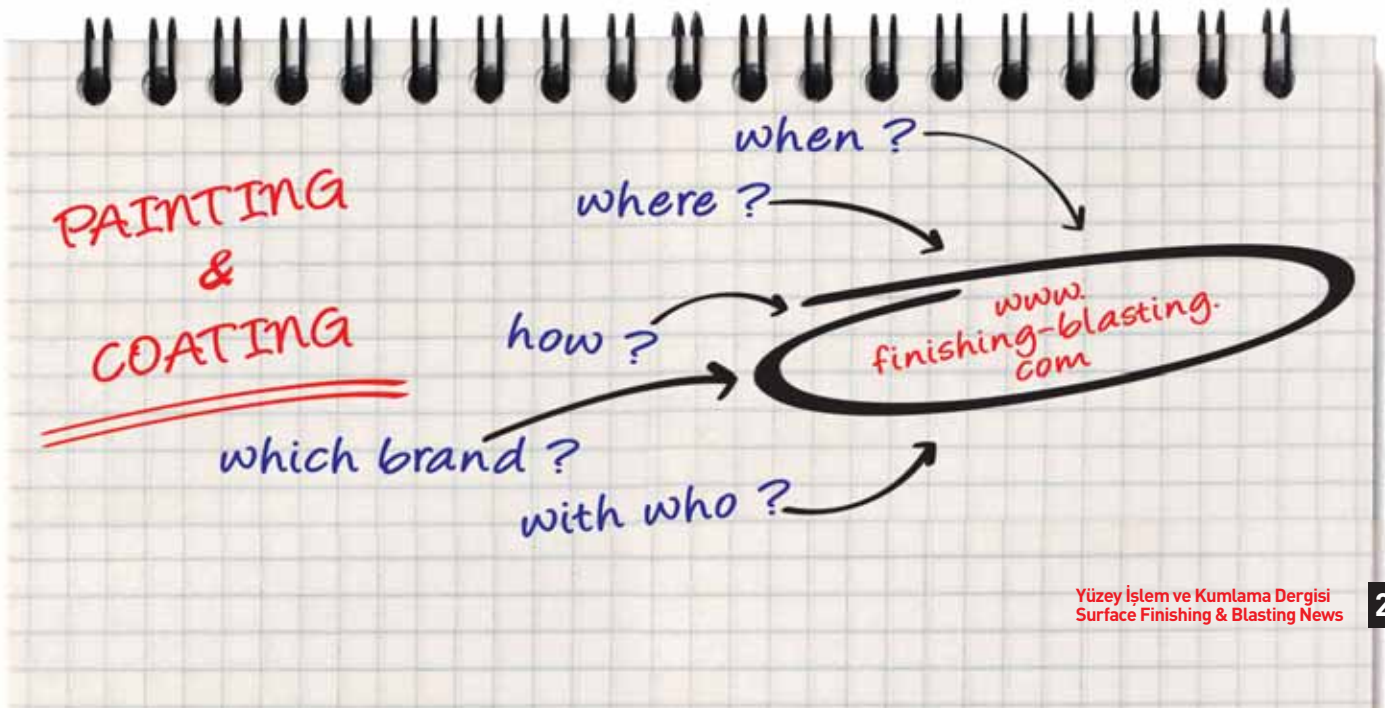 PAINTING
&
COATING
when ?
where ?
how ?
which brand ?
with who ?
www.
finishing-blasting.
com
Yüzey İşlem ve Kumlama Dergisi
Surface Finishing & Blasting News
2